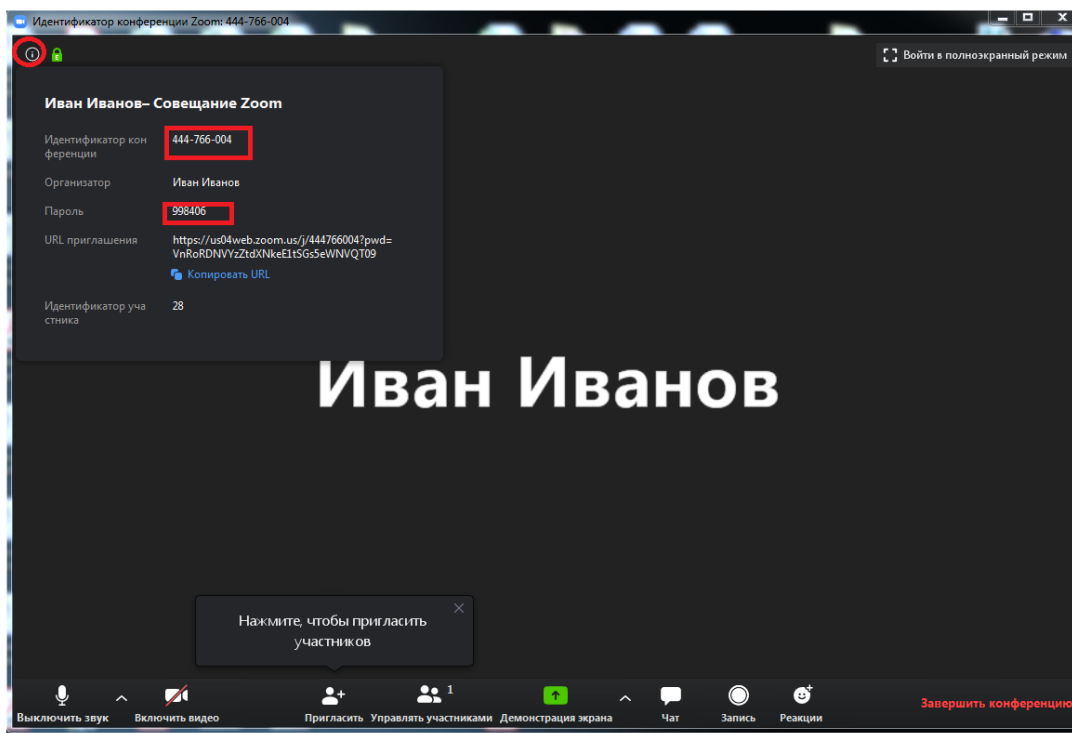 Идентификатор конференции Zoom: 444-766-004
Войти в полноэкранный режим
Иван Иванов– Совещание Zoom
Идентификатор кон
ференции
444-766-004
Организатор
Иван Иванов
Пароль
998406
URL приглашения
https://us04web.zoom.us/j/444766004?pwd=
VnRoRDNVYzZtdXNkeE1tSGs5eWNVQT09
Копировать URL
Идентификатор уча
стника
28
Иван Иванов
Нажмите, чтобы пригласить
участников
1
Выключить звук
Включить видео
Пригласить
Управлять участниками
Демонстрация экрана
Чат
Запись
Реакции
Завершить конференцию